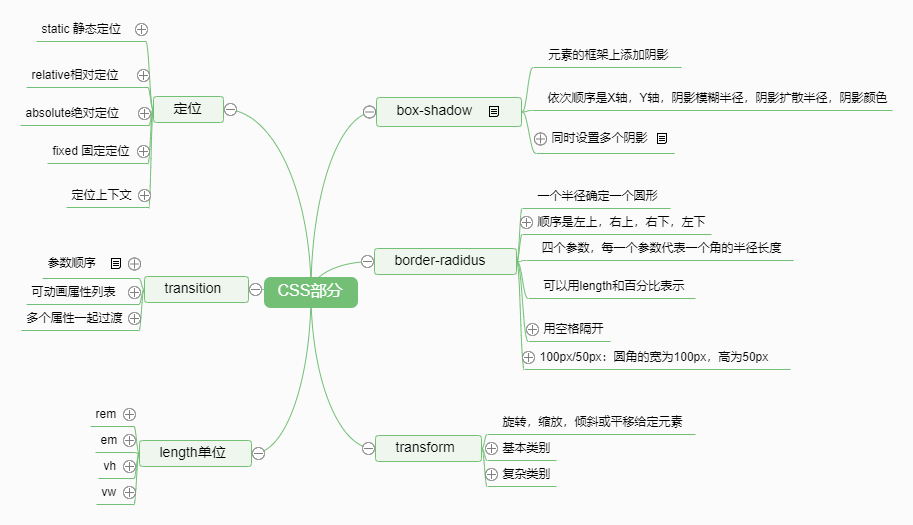 CSS部分
定位
static 静态定位
relative相对定位
absolute绝对定位
fixed 固定定位
定位上下文
transition
参数顺序
可动画属性列表
多个属性一起过渡
length单位
rem
em
vh
vw
box-shadow
元素的框架上添加阴影
依次顺序是X轴，Y轴，阴影模糊半径，阴影扩散半径，阴影颜色
同时设置多个阴影
border-radidus
一个半径确定一个圆形
顺序是左上，右上，右下，左下
四个参数，每一个参数代表一个角的半径长度
可以用length和百分比表示
用空格隔开
100px/50px：圆角的宽为100px，高为50px
transform
旋转，缩放，倾斜或平移给定元素
基本类别
复杂类别